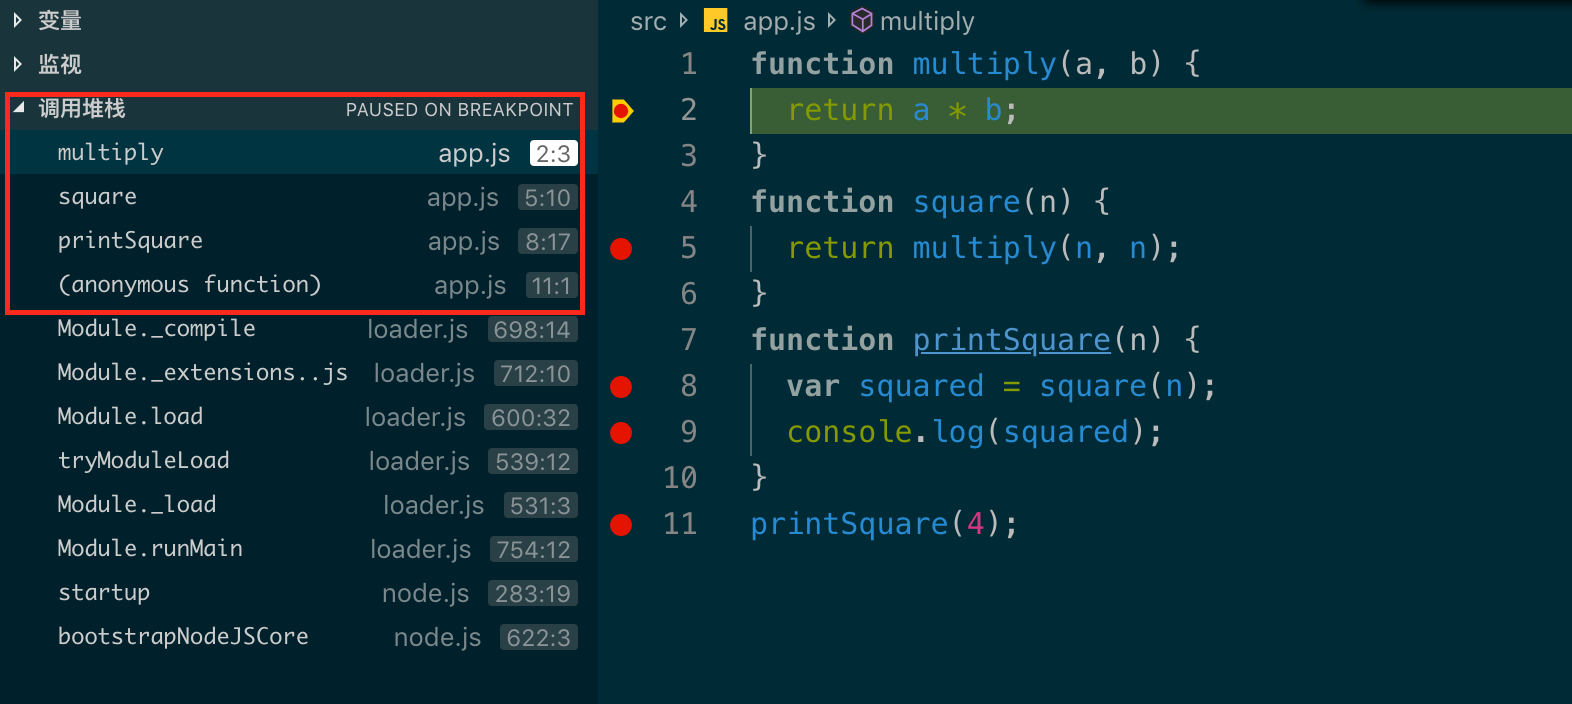 变量
监视
调用堆栈 PAUSED ON BREAKPOINT
multiply app.js 2:3
square app.js 5:10
printSquare app.js 8:17
(anonymous function) app.js 11:1
Module._compile loader.js 698:14
Module._extensions..js loader.js 712:10
Module.load loader.js 600:32
tryModuleLoad loader.js 539:12
Module._load loader.js 531:3
Module.runMain loader.js 754:12
startup node.js 283:19
bootstrapNodeJSCore node.js 622:3
src JS app.js multiply
1 function multiply(a, b) {
2   return a * b;
3 }
4 function square(n) {
5   return multiply(n, n);
6 }
7 function printSquare(n) {
8   var squared = square(n);
9   console.log(squared);
10 }
11 printSquare(4);